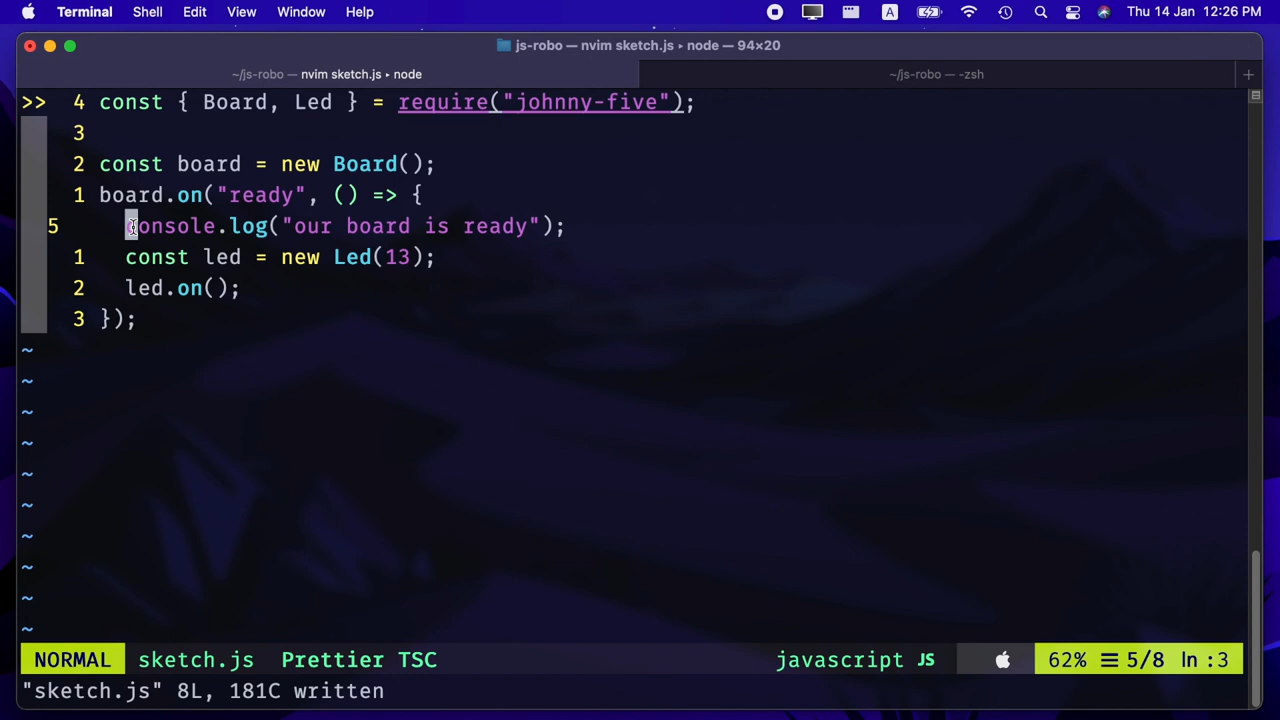 Terminal Shell Edit View Window Help A Thu 14 Jan 12:26 PM
js-robo — nvim sketch.js ▸ node — 94×20
~/js-robo — nvim sketch.js ▸ node ~/js-robo — -zsh +
>> 4 const { Board, Led } = require("johnny-five");
3
2 const board = new Board();
1 board.on("ready", () => {
5 console.log("our board is ready");
1 const led = new Led(13);
2 led.on();
3 });
~
~
~
~
~
~
~
~
~
~
NORMAL sketch.js Prettier TSC javascript JS 62% ☰ 5/8 ln :3
"sketch.js" 8L, 181C written